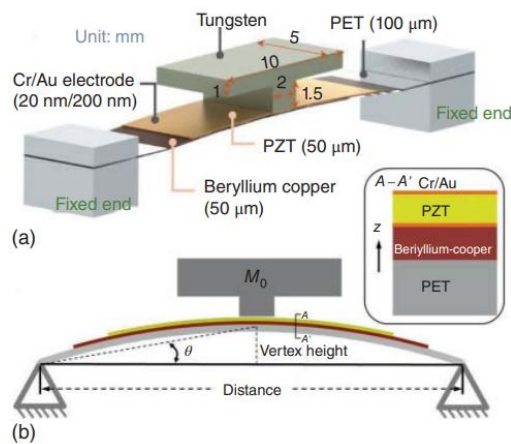 Unit: mm
Tungsten
PET (100 μm)
5
10
Cr/Au electrode
(20 nm/200 nm)
1
2
1.5
Fixed end
PZT (50 μm)
Fixed end
Beryllium copper
(50 μm)
(a)
A – A′ Cr/Au
PZT
z
Beriyllium-cooper
PET
M0
A
A′
θ
Vertex height
Distance
(b)